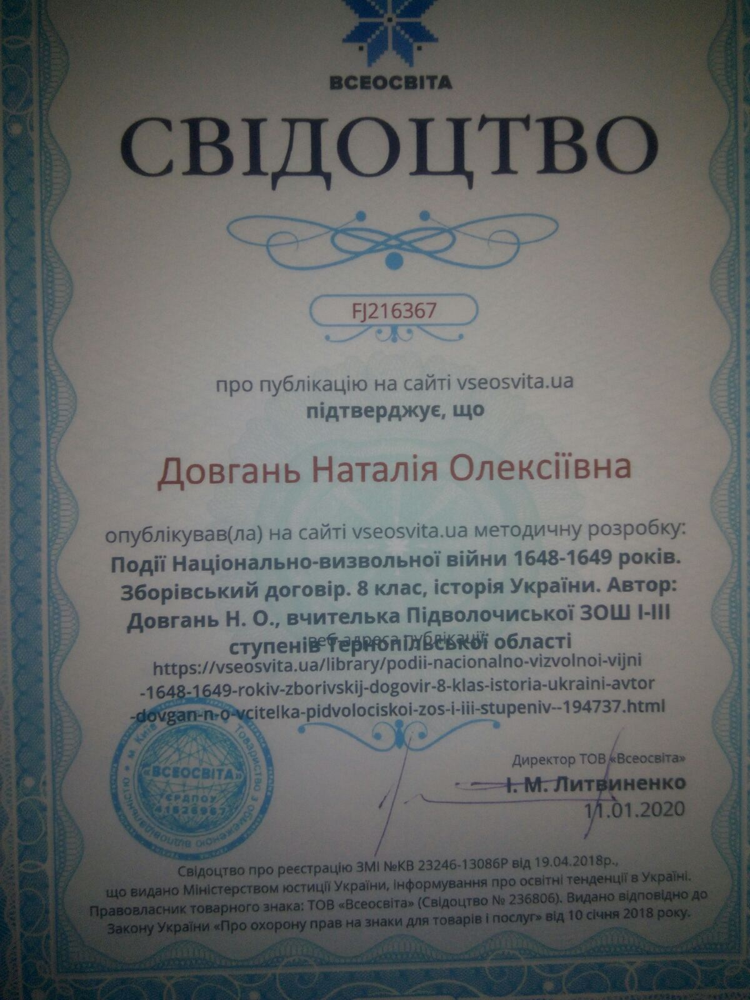 ВСЕОСВІТА
СВІДОЦТВО
FJ216367
про публікацію на сайті vseosvita.ua
підтверджує, що
Довгань Наталія Олексіївна
опублікував(ла) на сайті vseosvita.ua методичну розробку:
Події Національно-визвольної війни 1648-1649 років.
Зборівський договір. 8 клас, історія України. Автор:
Довгань Н. О., вчителька Підволочиської ЗОШ І-ІІІ
ступенів Тернопільської області
веб-адреса публікації:
https://vseosvita.ua/library/podii-nacionalno-vizvolnoi-vijni
-1648-1649-rokiv-zborivskij-dogovir-8-klas-istoria-ukraini-avtor
-dovgan-n-o-vcitelka-pidvolociskoi-zos-i-iii-stupeniv--194737.html
м. Київ * Товариство з обмеженою відповідальністю *
«ВСЕОСВІТА»
ЄРДПОУ
Директор ТОВ «Всеосвіта»
І. М. Литвиненко
11.01.2020
Свідоцтво про реєстрацію ЗМІ №КВ 23246-13086Р від 19.04.2018р.,
що видано Міністерством юстиції України, інформування про освітні тенденції в Україні.
Правовласник товарного знака: ТОВ «Всеосвіта» (Свідоцтво № 236806). Видано відповідно до
Закону України «Про охорону прав на знаки для товарів і послуг» від 10 січня 2018 року.